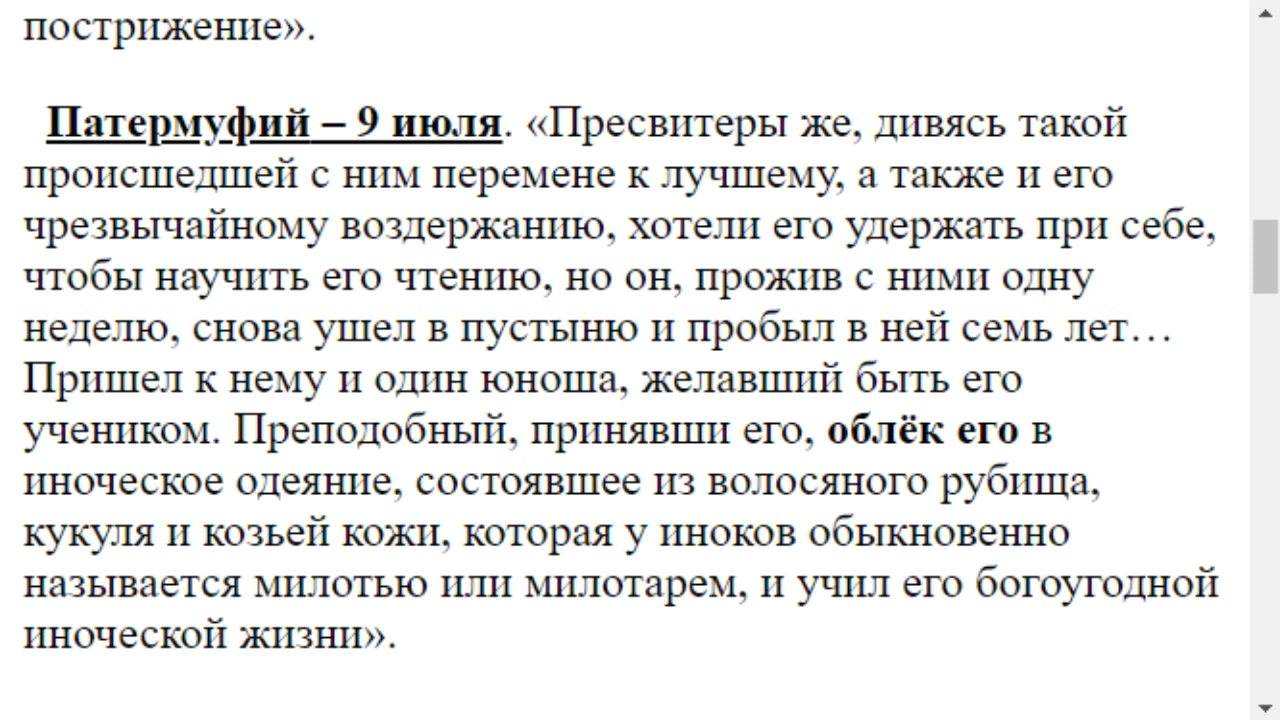 пострижение».
Патермуфий – 9 июля. «Пресвитеры же, дивясь такой
происшедшей с ним перемене к лучшему, а также и его
чрезвычайному воздержанию, хотели его удержать при себе,
чтобы научить его чтению, но он, прожив с ними одну
неделю, снова ушел в пустыню и пробыл в ней семь лет…
Пришел к нему и один юноша, желавший быть его
учеником. Преподобный, принявши его, облёк его в
иноческое одеяние, состоявшее из волосяного рубища,
кукуля и козьей кожи, которая у иноков обыкновенно
называется милотью или милотарем, и учил его богоугодной
иноческой жизни».